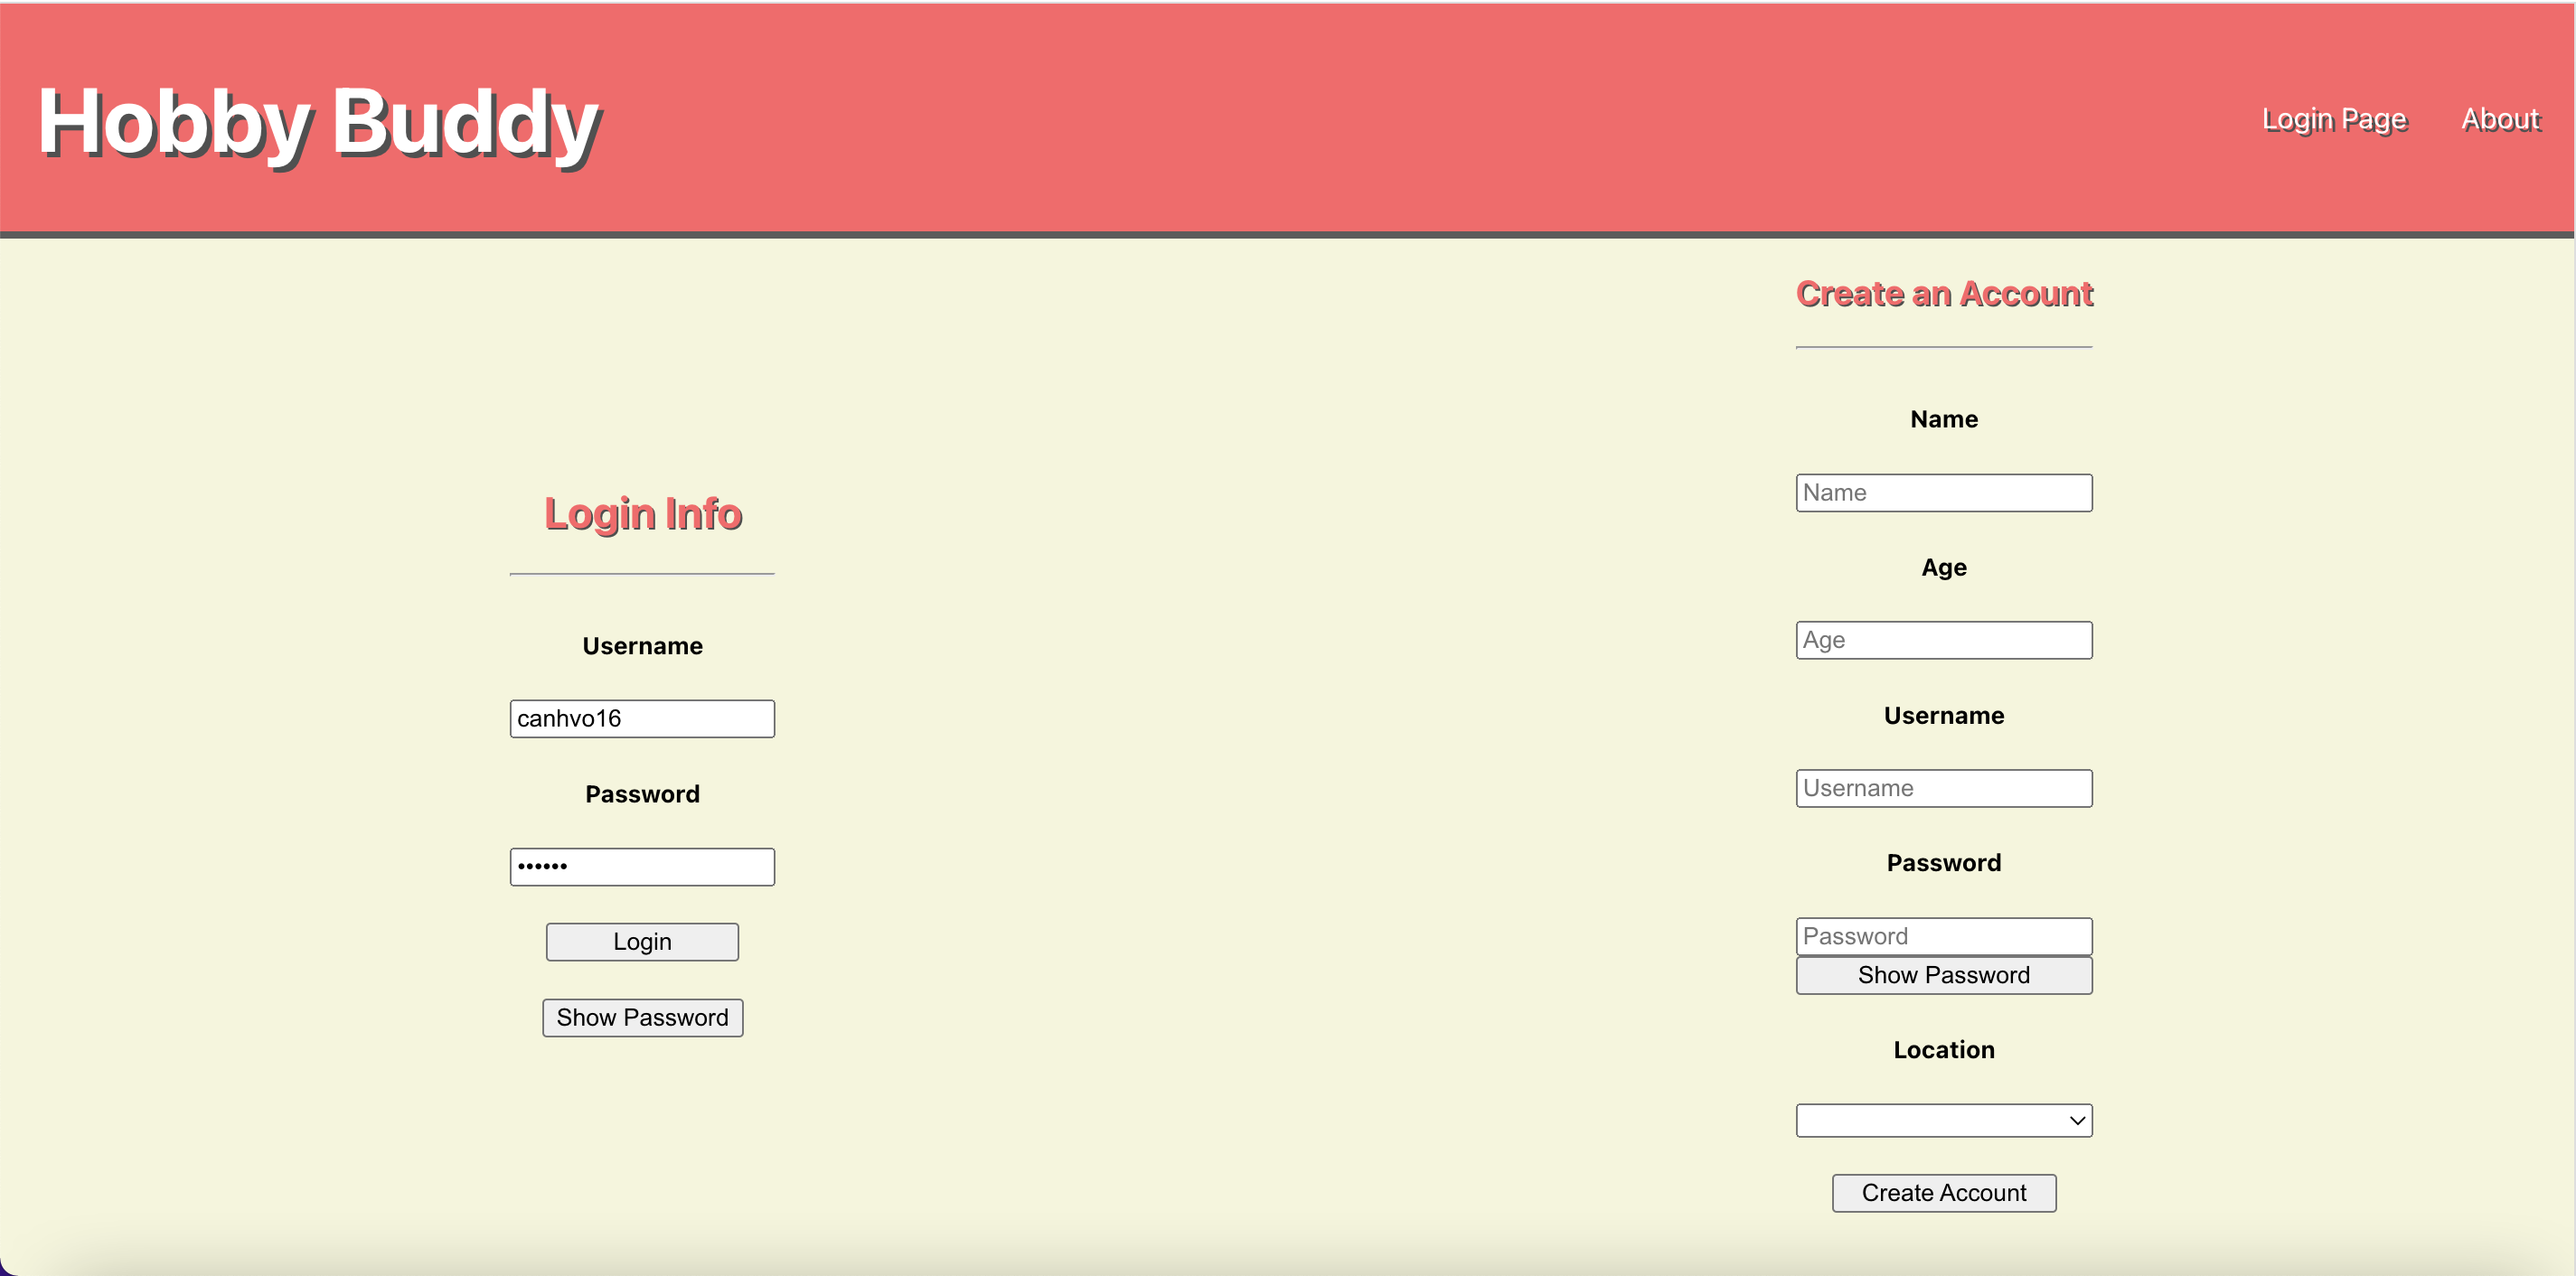 Hobby Buddy
Login Page
About
Login Info
Username
canhvo16
Password
••••••
Login
Show Password
Create an Account
Name
Name
Age
Age
Username
Username
Password
Password
Show Password
Location
Create Account